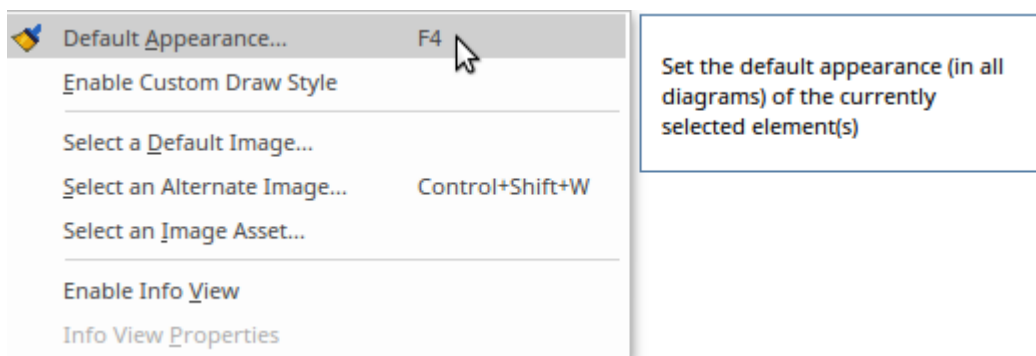 Default Appearance... F4
Enable Custom Draw Style
Select a Default Image...
Select an Alternate Image... Control+Shift+W
Select an Image Asset...
Enable Info View
Info View Properties
Set the default appearance (in all
diagrams) of the currently
selected element(s)